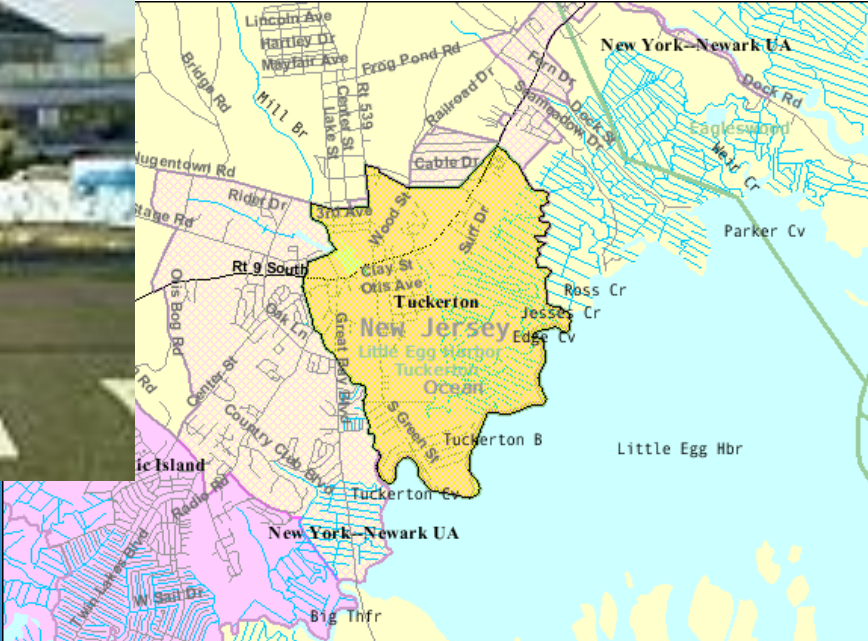 Lincoln Ave
Hartley Dr
Mayfair Ave
Frog Pond Rd
New York--Newark UA
Bridge Rd
Mill Br
Center St
Lake St
Rt 539
Railroad Dr
Fern Dr
Dock Rd
Dock St
Eagleswood
Weir Cr
Cable Dr
Rider Dr
Stage Rd
3rd Ave
Wood St
Surf Dr
Parker Cv
Rt 9 South
Clay St
Otis Ave
Otis Bog Rd
Oak Ln
Tuckerton
Ross Cr
Jesses Cr
New Jersey
Edge Cv
Little Egg Harbor
Tuckerton
Ocean
Great Bay Blvd
Center St
Rd
S Green St
Country Club Blvd
Tuckerton B
Little Egg Hbr
ic Island
Radio Rd
Tuckerton Cv
New York--Newark UA
Twin Lakes Blvd
W Sail Dr
Big Thfr